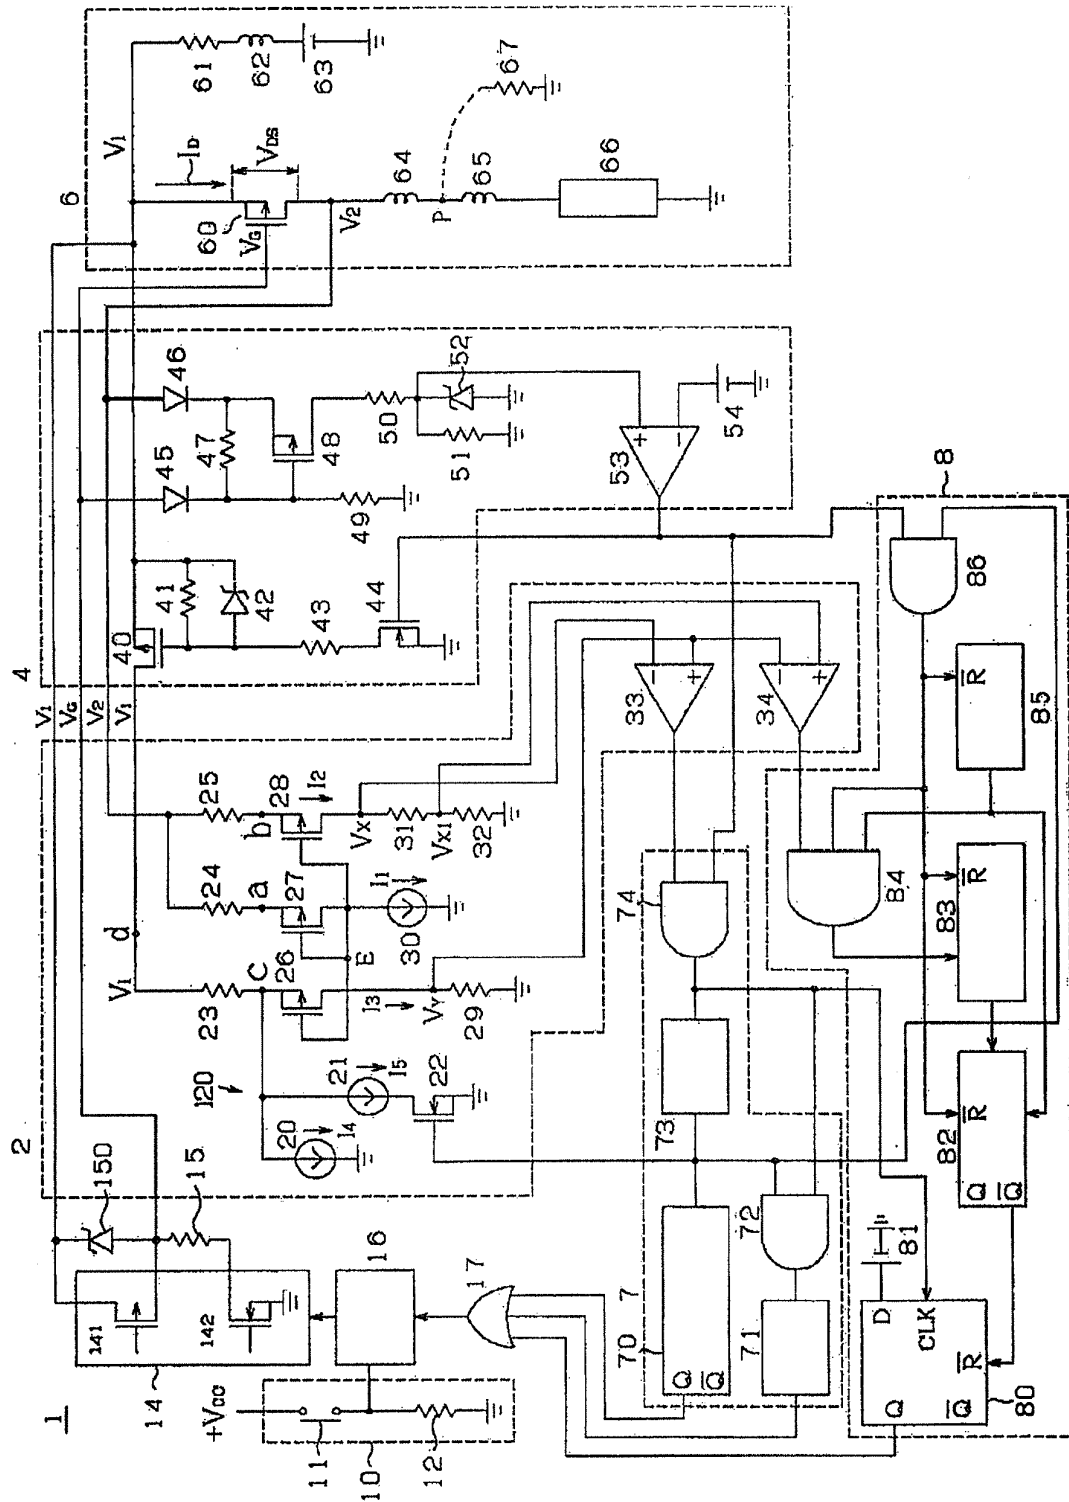 1
6
V1
ID
VDS
61
62
63
67
60
VG
V2
64
P
65
66
4
46
45
47
48
50
52
51
49
54
53
40
41
42
43
44
V1
VG
V2
V1
2
d
V1
25
24
23
b
28
I2
a
27
I1
c
26
I3
E
30
VX
31
VX1
32
VY
29
120
21
I5
20
I4
22
33
34
−
+
−
+
+
−
8
86
R
85
84
83
R
82
R
Q
Q
74
73
72
7
70
Q
Q
71
81
D
CLK
Q
Q
R
80
17
16
15
150
141
142
14
+VCC
11
10
12